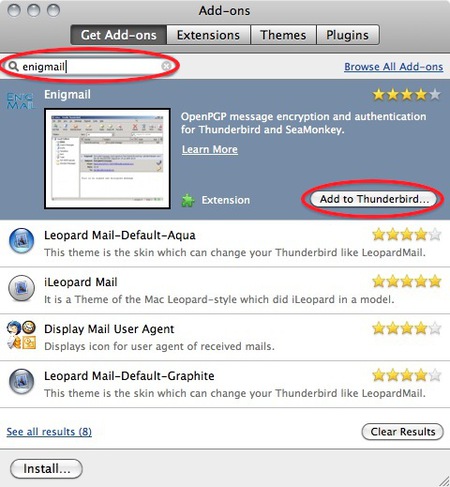 Add-ons
Get Add-ons Extensions Themes Plugins
enigmail
Browse All Add-ons
ENIG
MAIL
Enigmail
OpenPGP message encryption and authentication
for Thunderbird and SeaMonkey.
Learn More
Extension
Add to Thunderbird...
Leopard Mail-Default-Aqua
This theme is the skin which can change your Thunderbird like LeopardMail.
iLeopard Mail
It is a Theme of the Mac Leopard-style which did iLeopard in a model.
Display Mail User Agent
Displays icon for user agent of received mails.
Leopard Mail-Default-Graphite
This theme is the skin which can change your Thunderbird like LeopardMail.
See all results (8)
Clear Results
Install...